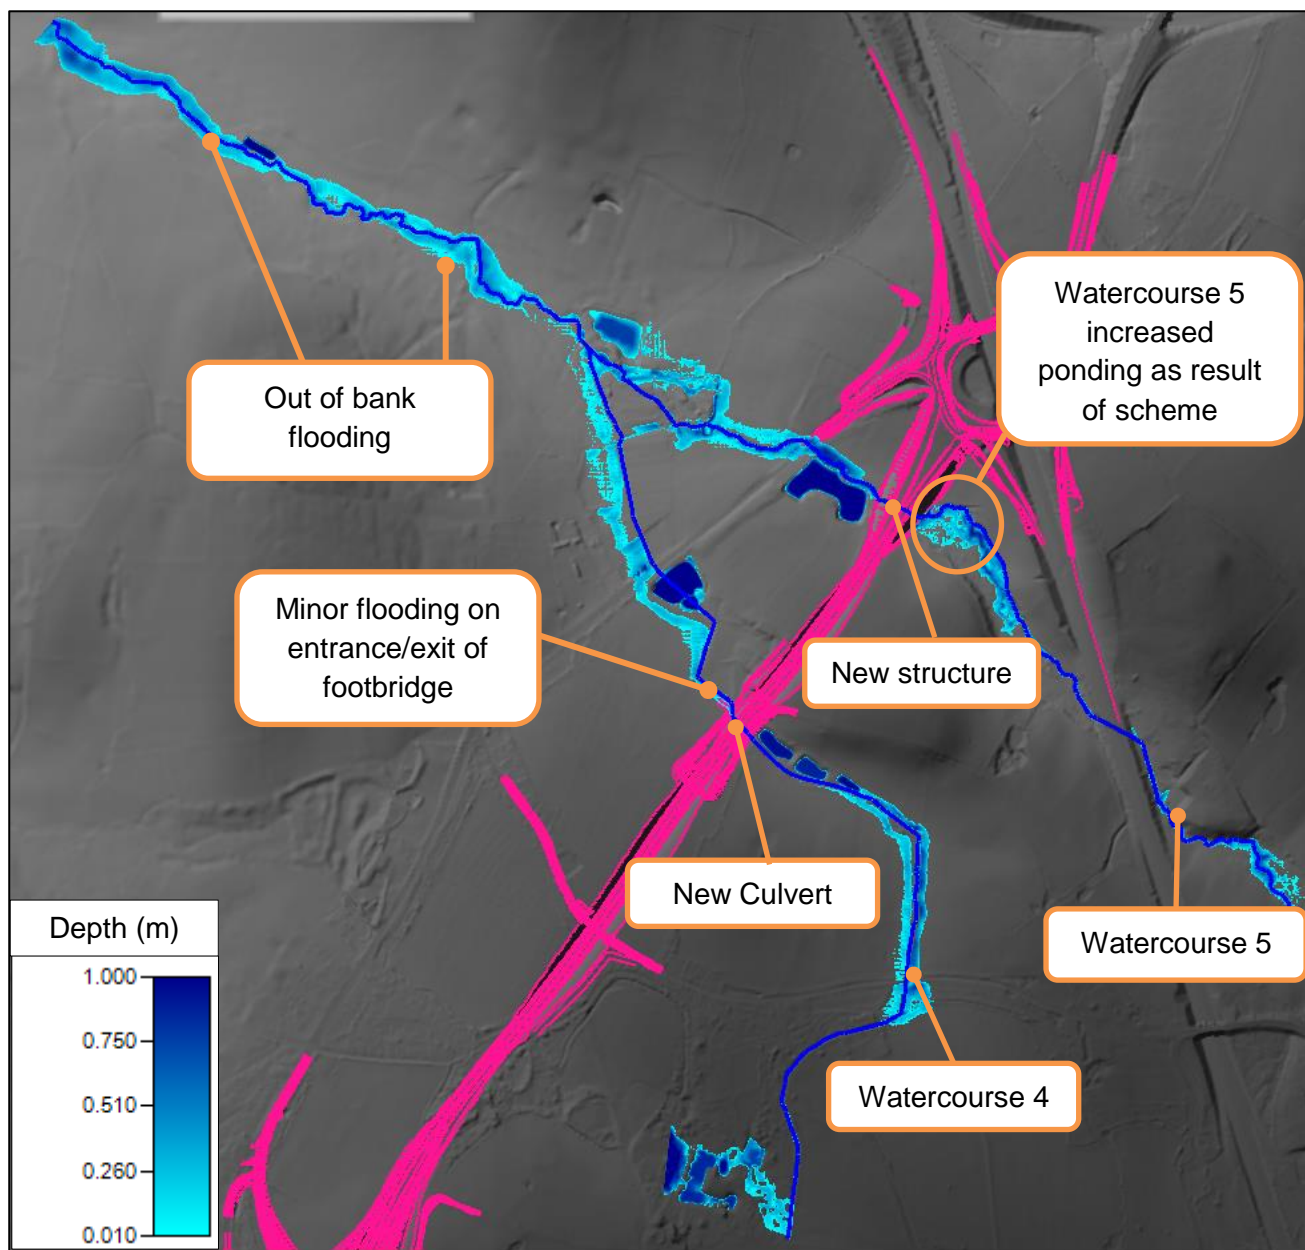 Watercourse 5
increased
ponding as result
of scheme
Out of bank
flooding
Minor flooding on
entrance/exit of
footbridge
New structure
New Culvert
Watercourse 5
Watercourse 4
Depth (m)
1.000
0.750
0.510
0.260
0.010